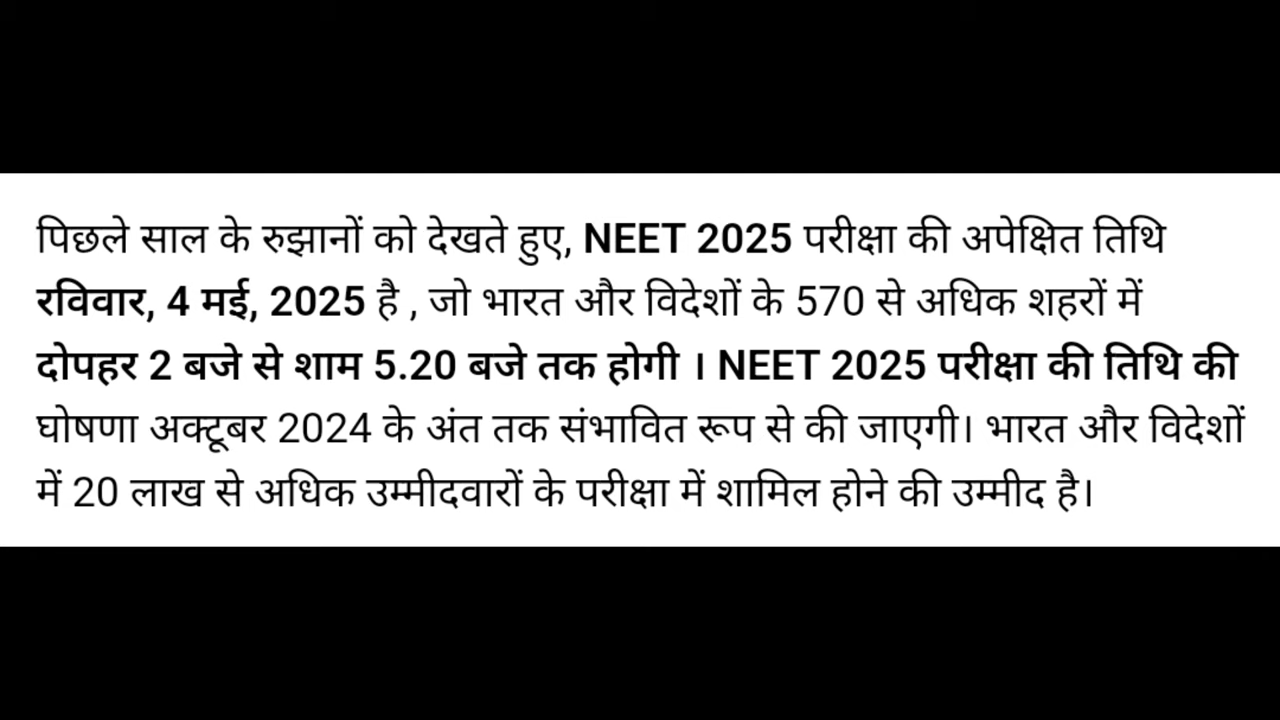 पिछले साल के रुझानों को देखते हुए, NEET 2025 परीक्षा की अपेक्षित तिथि
रविवार, 4 मई, 2025 है , जो भारत और विदेशों के 570 से अधिक शहरों में
दोपहर 2 बजे से शाम 5.20 बजे तक होगी । NEET 2025 परीक्षा की तिथि की
घोषणा अक्टूबर 2024 के अंत तक संभावित रूप से की जाएगी। भारत और विदेशों
में 20 लाख से अधिक उम्मीदवारों के परीक्षा में शामिल होने की उम्मीद है।